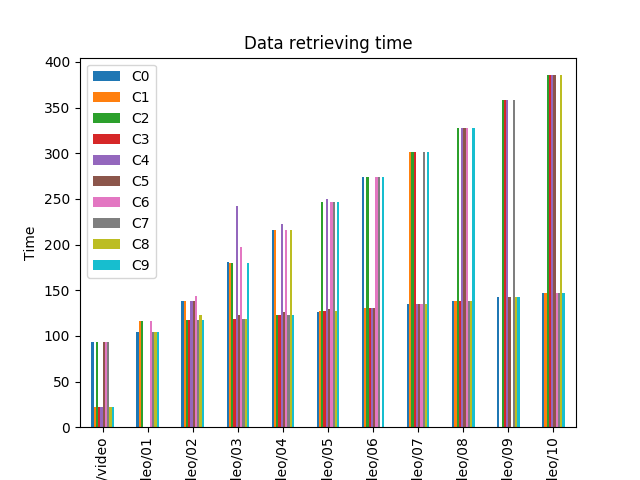 Data retrieving time
Time
400
350
300
250
200
150
100
50
0
C0
C1
C2
C3
C4
C5
C6
C7
C8
C9
/video
leo/01
leo/02
leo/03
leo/04
leo/05
leo/06
leo/07
leo/08
leo/09
leo/10